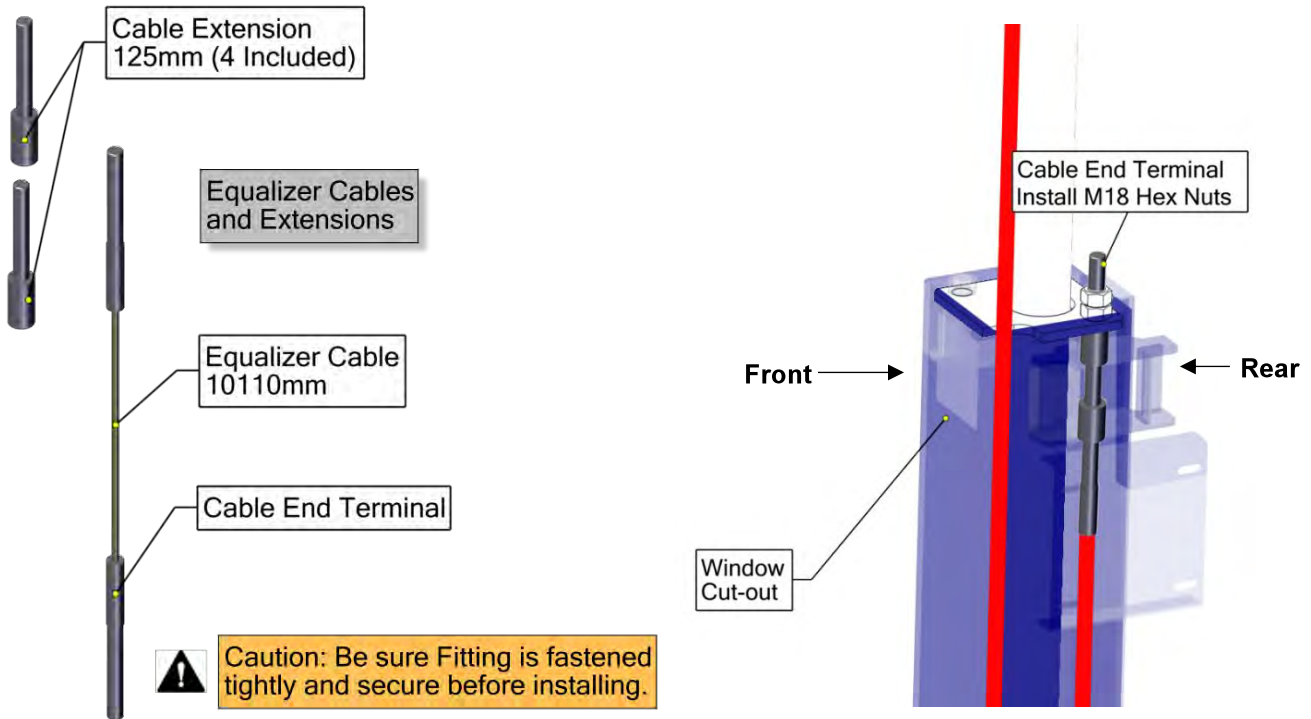 Cable Extension
125mm (4 Included)
Equalizer Cables
and Extensions
Equalizer Cable
10110mm
Cable End Terminal
Caution: Be sure Fitting is fastened
tightly and secure before installing.
Cable End Terminal
Install M18 Hex Nuts
Front
Rear
Window
Cut-out